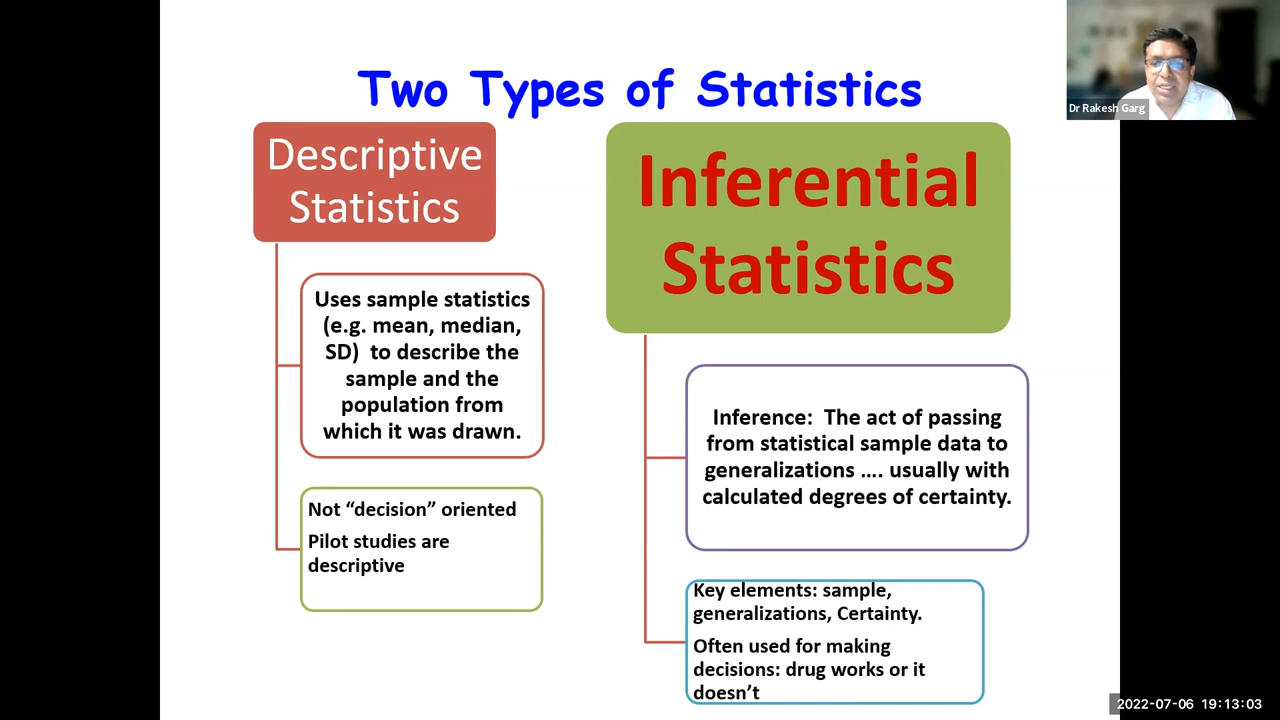 Two Types of Statistics
Descriptive
Statistics
Uses sample statistics
(e.g. mean, median,
SD)  to describe the
sample and the
population from
which it was drawn.
Not “decision” oriented
Pilot studies are
descriptive
Inferential
Statistics
Inference:  The act of passing
from statistical sample data to
generalizations .... usually with
calculated degrees of certainty.
Key elements: sample,
generalizations, Certainty.
Often used for making
decisions: drug works or it
doesn’t
Dr Rakesh Garg
2022-07-06 19:13:03